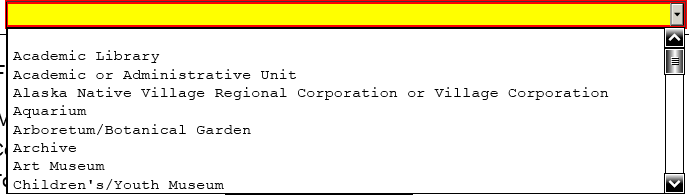 Academic Library
Academic or Administrative Unit
Alaska Native Village Regional Corporation or Village Corporation
Aquarium
Arboretum/Botanical Garden
Archive
Art Museum
Children's/Youth Museum